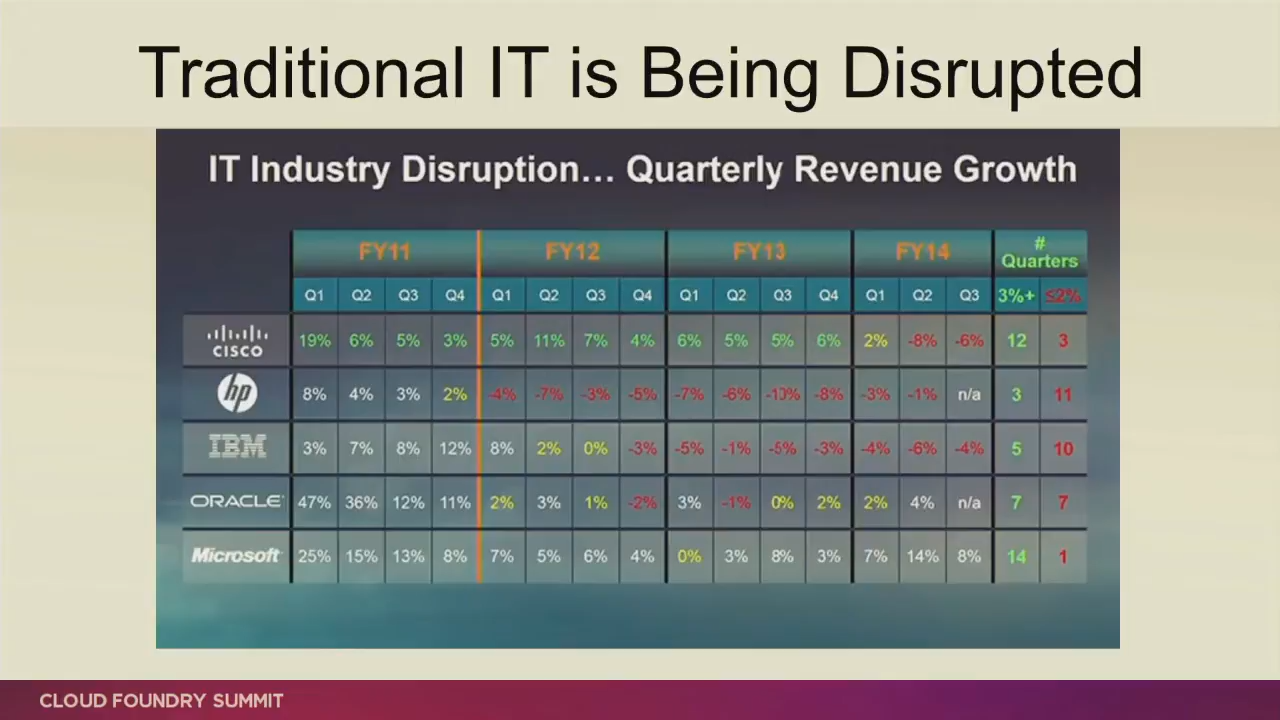 Traditional IT is Being Disrupted
IT Industry Disruption... Quarterly Revenue Growth
FY11 FY12 FY13 FY14 # Quarters
Q1 Q2 Q3 Q4 Q1 Q2 Q3 Q4 Q1 Q2 Q3 Q4 Q1 Q2 Q3 3%+ ≤2%
CISCO 19% 6% 5% 3% 5% 11% 7% 4% 6% 5% 5% 6% 2% -8% -6% 12 3
hp 8% 4% 3% 2% -4% -7% -3% -5% -7% -6% -10% -8% -3% -1% n/a 3 11
IBM 3% 7% 8% 12% 8% 2% 0% -3% -5% -1% -5% -3% -4% -6% -4% 5 10
ORACLE 47% 36% 12% 11% 2% 3% 1% -2% 3% -1% 0% 2% 2% 4% n/a 7 7
Microsoft 25% 15% 13% 8% 7% 5% 6% 4% 0% 3% 8% 3% 7% 14% 8% 14 1
CLOUD FOUNDRY SUMMIT